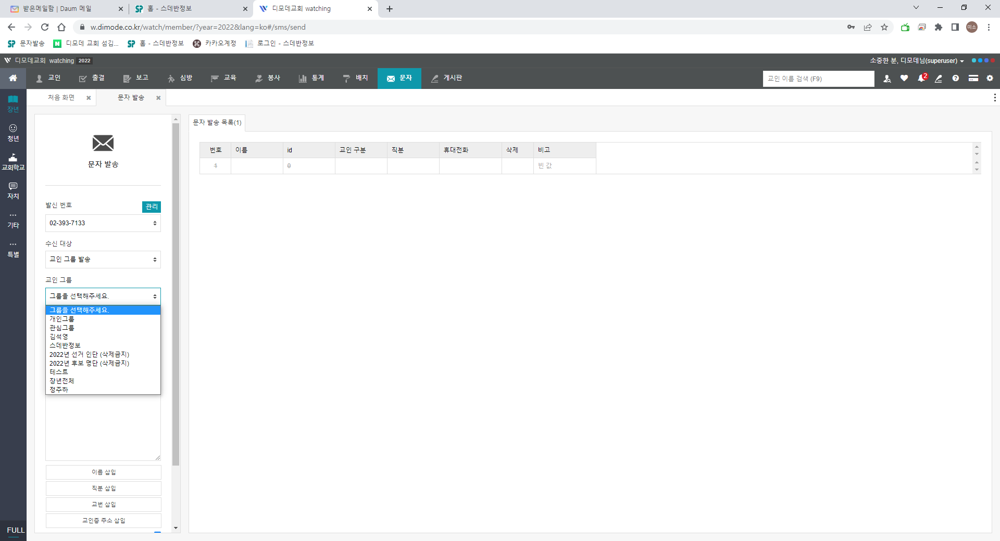 받은메일함 | Daum 메일
홈 - 스데반정보
디모데교회 watching
w.dimode.co.kr/watch/member/?year=2022&lang=ko#/sms/send
미소
문자발송
디모데 교회 섬김...
홈 - 스데반정보
카카오계정
로그인 - 스데반정보
디모데교회 watching 2022
소중한 분, 디모데님(superuser)
교인
출결
보고
심방
교육
봉사
통계
배치
문자
게시판
교인 이름 검색 (F9)
2
장년
청년
교회학교
자치
기타
특별
FULL
처음 화면
문자 발송
문자 발송
발신 번호
관리
02-393-7133
수신 대상
교인 그룹 발송
교인 그룹
그룹을 선택해주세요.
그룹을 선택해주세요.
개인그룹
관심그룹
김석영
스데반정보
2022년 선거 인단 (삭제금지)
2022년 후보 명단 (삭제금지)
테스트
장년전체
정주하
이름 삽입
직분 삽입
교번 삽입
교인증 주소 삽입
문자 발송 목록(1)
번호 이름 id 교인 구분 직분 휴대전화 삭제 비고
1 0 빈 값